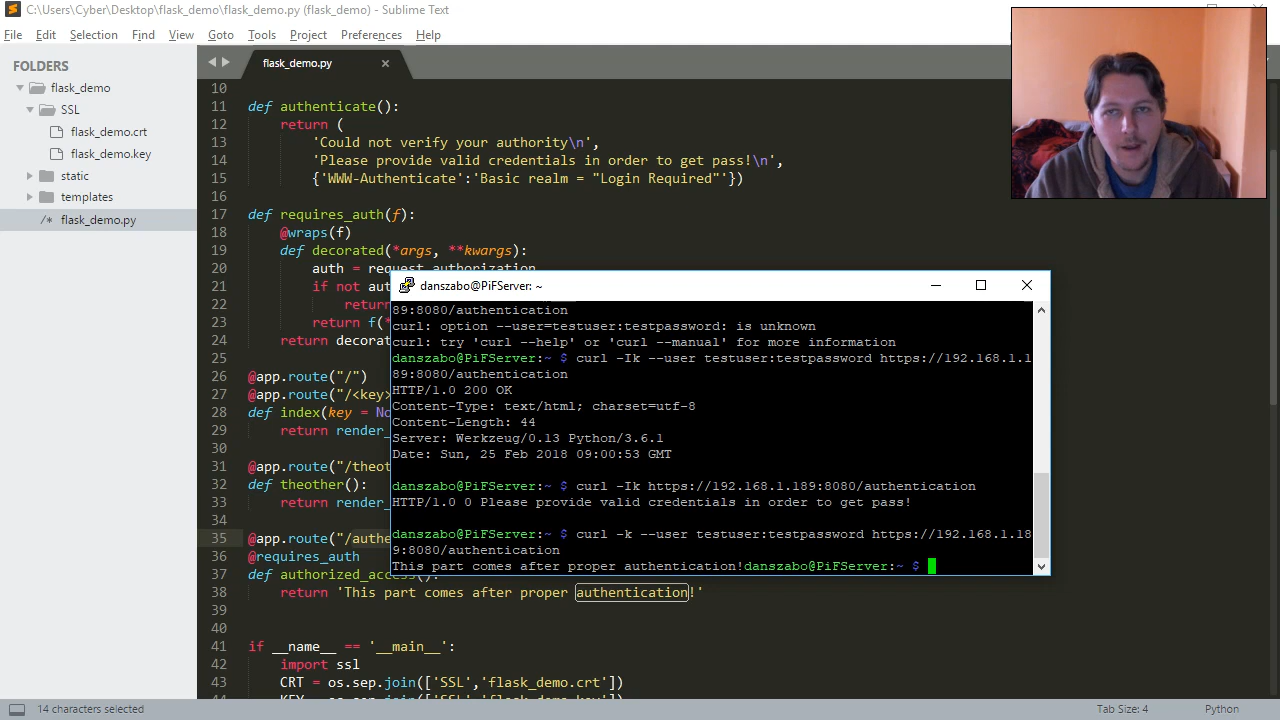 C:\Users\Cyber\Desktop\flask_demo\flask_demo.py (flask_demo) - Sublime Text
File Edit Selection Find View Goto Tools Project Preferences Help
FOLDERS
flask_demo
SSL
flask_demo.crt
flask_demo.key
static
templates
/* flask_demo.py
flask_demo.py ×
10
11 def authenticate():
12 return (
13 'Could not verify your authority\n',
14 'Please provide valid credentials in order to get pass!\n',
15 {'WWW-Authenticate':'Basic realm = "Login Required"'})
16
17 def requires_auth(f):
18 @wraps(f)
19 def decorated(*args, **kwargs):
20 auth = request.authorization
21 if not
22 return
23 return f(*
24 return
25
26 @app.route("/")
27 @app.route("/<key>
28 def index(key =
29 return
30
31 @app.route(
32 def theother():
33 return
34
35 @app.route(
36 @requires_auth
37 def authorized_access():
38 return 'This part comes after proper authentication!'
39
40
41 if __name__ == '__main__':
42 import ssl
43 CRT = os.sep.join(['SSL','flask_demo.crt'])
44 KEY = os.sep.join(['SSL','flask_demo.key'])
danszabo@PiFServer: ~
89:8080/authentication
curl: option --user=testuser:testpassword: is unknown
curl: try 'curl --help' or 'curl --manual' for more information
danszabo@PiFServer:~ $ curl -Ik --user testuser:testpassword https://192.168.1.1
89:8080/authentication
HTTP/1.0 200 OK
Content-Type: text/html; charset=utf-8
Content-Length: 44
Server: Werkzeug/0.13 Python/3.6.1
Date: Sun, 25 Feb 2018 09:00:53 GMT
danszabo@PiFServer:~ $ curl -Ik https://192.168.1.189:8080/authentication
HTTP/1.0 0 Please provide valid credentials in order to get pass!
danszabo@PiFServer:~ $ curl -k --user testuser:testpassword https://192.168.1.18
9:8080/authentication
This part comes after proper authentication!danszabo@PiFServer:~ $
14 characters selected
Tab Size: 4
Python